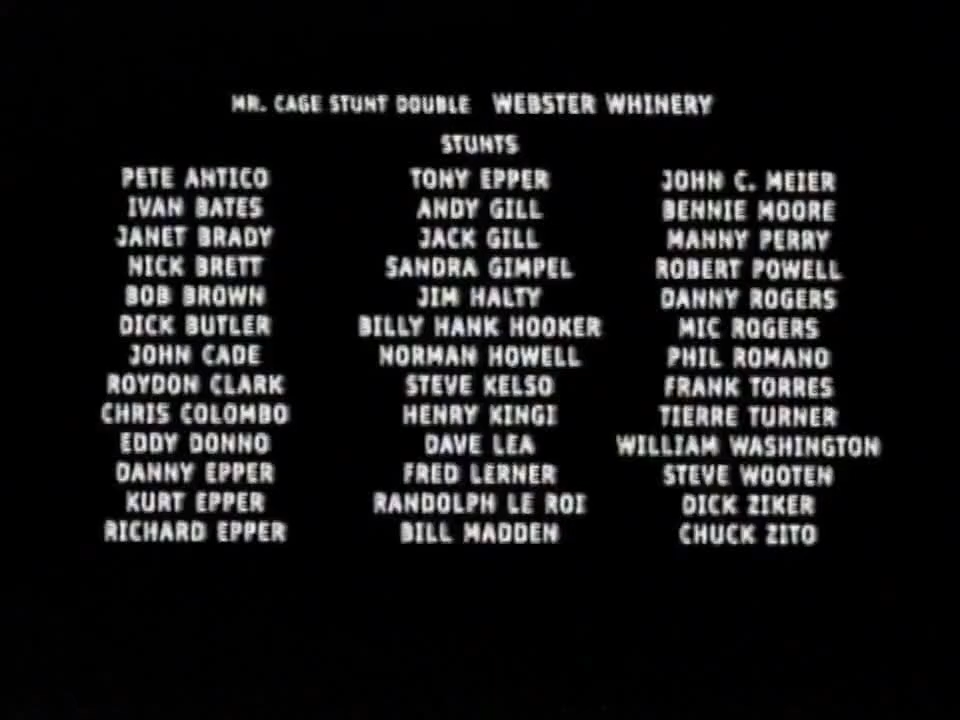 MR. CAGE STUNT DOUBLE WEBSTER WHINERY
STUNTS
PETE ANTICO
IVAN BATES
JANET BRADY
NICK BRETT
BOB BROWN
DICK BUTLER
JOHN CADE
ROYDON CLARK
CHRIS COLOMBO
EDDY DONNO
DANNY EPPER
KURT EPPER
RICHARD EPPER
TONY EPPER
ANDY GILL
JACK GILL
SANDRA GIMPEL
JIM HALTY
BILLY HANK HOOKER
NORMAN HOWELL
STEVE KELSO
HENRY KINGI
DAVE LEA
FRED LERNER
RANDOLPH LE ROI
BILL MADDEN
JOHN C. MEIER
BENNIE MOORE
MANNY PERRY
ROBERT POWELL
DANNY ROGERS
MIC ROGERS
PHIL ROMANO
FRANK TORRES
TIERRE TURNER
WILLIAM WASHINGTON
STEVE WOOTEN
DICK ZIKER
CHUCK ZITO